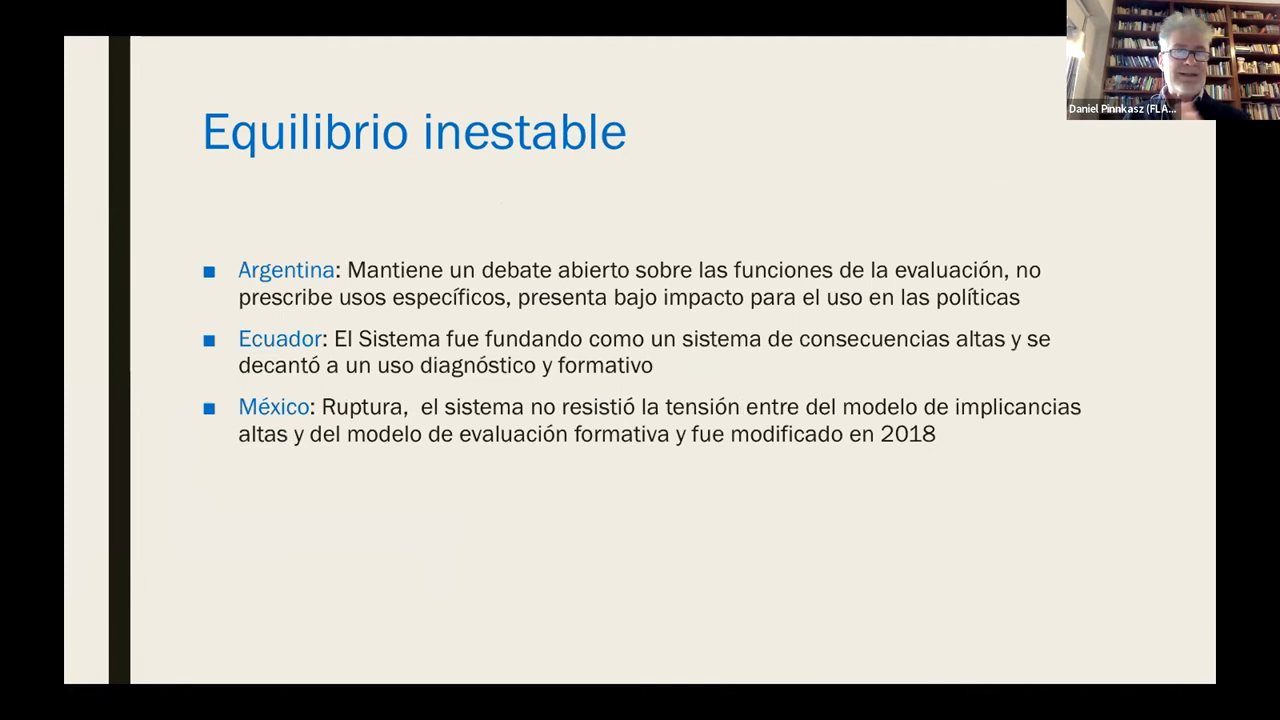 Daniel Pinnkasz (FLA...
Equilibrio inestable
■ Argentina: Mantiene un debate abierto sobre las funciones de la evaluación, no
prescribe usos específicos, presenta bajo impacto para el uso en las políticas
■ Ecuador: El Sistema fue fundando como un sistema de consecuencias altas y se
decantó a un uso diagnóstico y formativo
■ México: Ruptura,  el sistema no resistió la tensión entre del modelo de implicancias
altas y del modelo de evaluación formativa y fue modificado en 2018